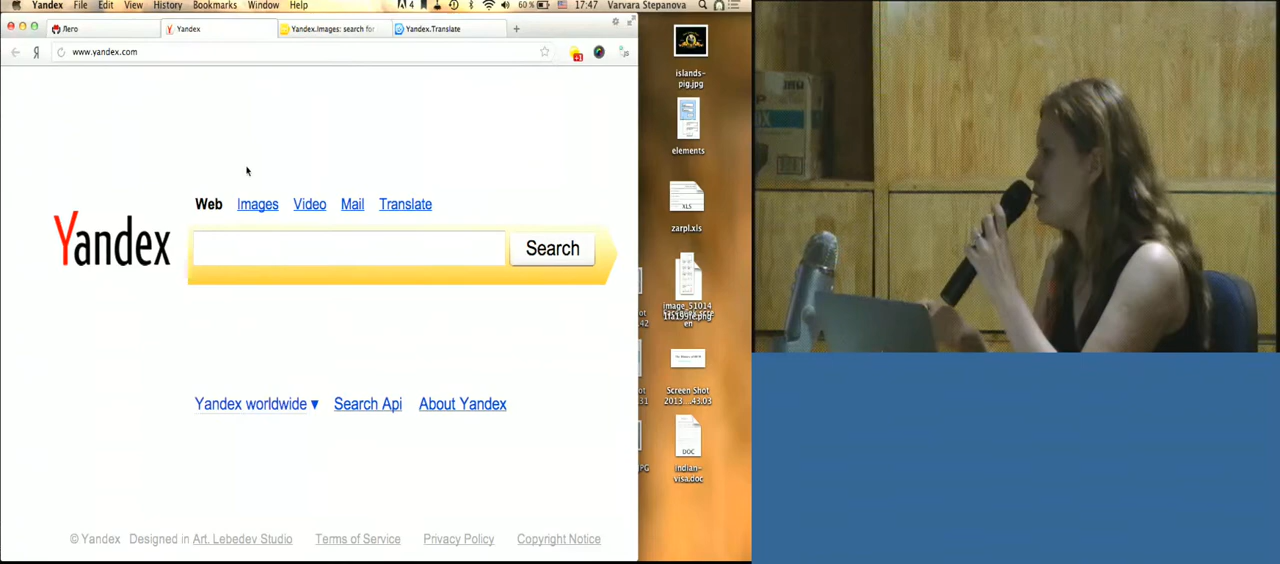 Yandex File Edit View History Bookmarks Window Help
4 60% 17:47 Varvara Stepanova
Лего Yandex Yandex.Images: search for Yandex.Translate
Я www.yandex.com
+1
js
Web Images Video Mail Translate
Yandex
Search
Yandex worldwide ▼ Search Api About Yandex
© Yandex Designed in Art. Lebedev Studio Terms of Service Privacy Policy Copyright Notice
islands-
pig.jpg
elements
XLS
zarpl.xls
Screen Shot
2013....43.03
DOC
indian-
visa.doc